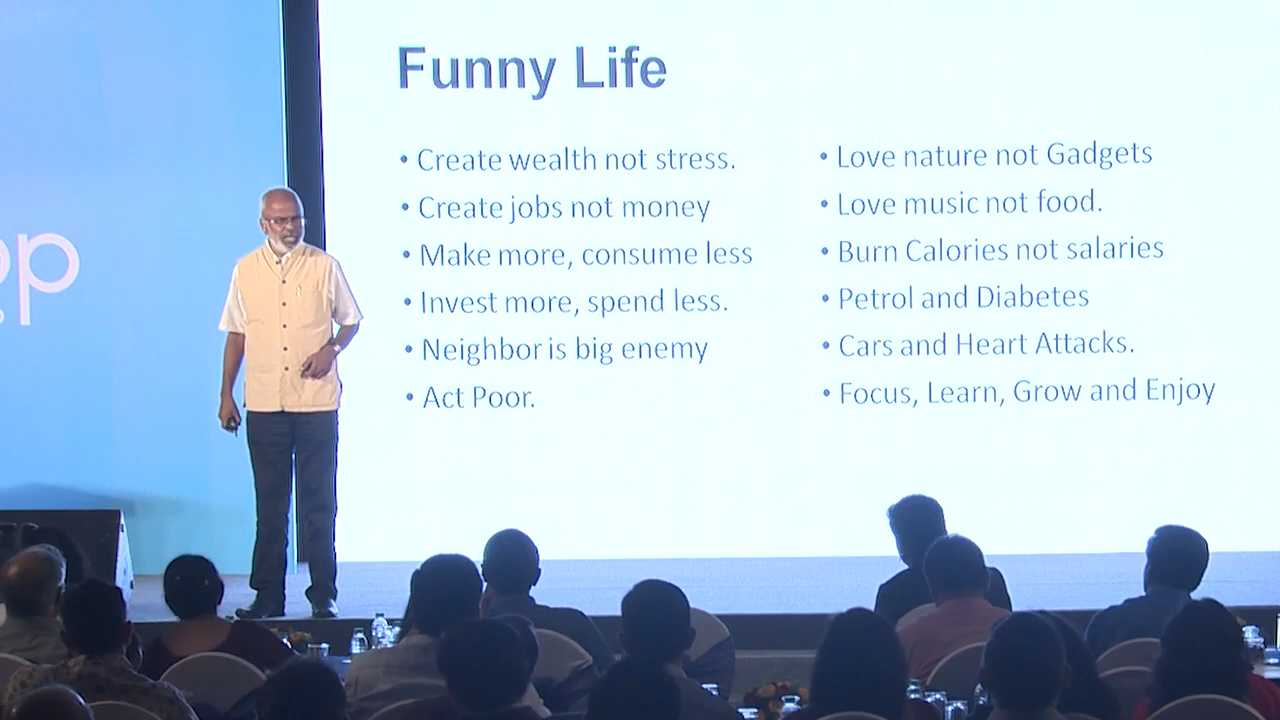 Funny Life
• Create wealth not stress.
• Create jobs not money
• Make more, consume less
• Invest more, spend less.
• Neighbor is big enemy
• Act Poor.
• Love nature not Gadgets
• Love music not food.
• Burn Calories not salaries
• Petrol and Diabetes
• Cars and Heart Attacks.
• Focus, Learn, Grow and Enjoy